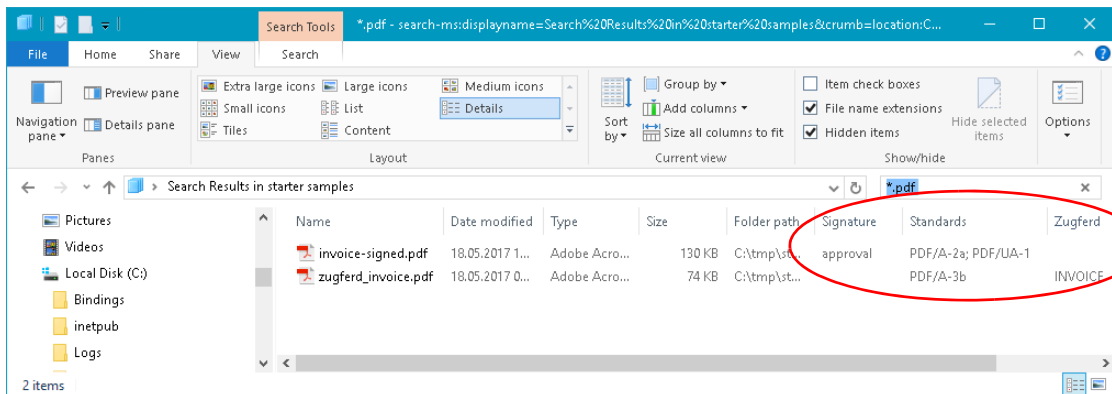 Search Tools
*.pdf - search-ms:displayname=Search%20Results%20in%20starter%20samples&crumb=location:C...
File Home Share View Search
Preview pane
Details pane
Navigation pane
Panes
Extra large icons Large icons Medium icons
Small icons List Details
Tiles Content
Layout
Sort by
Group by
Add columns
Size all columns to fit
Current view
Item check boxes
File name extensions
Hidden items
Hide selected items
Show/hide
Options
Search Results in starter samples
*.pdf
Pictures
Videos
Local Disk (C:)
Bindings
inetpub
Logs
Name Date modified Type Size Folder path Signature Standards Zugferd
invoice-signed.pdf 18.05.2017 1... Adobe Acro... 130 KB C:\tmp\st... approval PDF/A-2a; PDF/UA-1
zugferd_invoice.pdf 18.05.2017 0... Adobe Acro... 74 KB C:\tmp\st... PDF/A-3b INVOICE
2 items